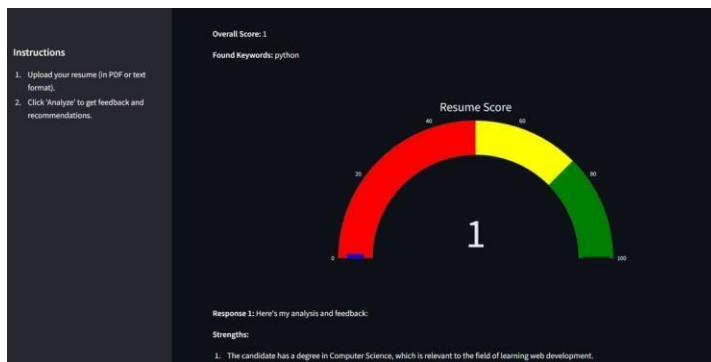 Instructions
1. Upload your resume (in PDF or text
format).
2. Click 'Analyze' to get feedback and
recommendations.
Overall Score: 1
Found Keywords: python
Resume Score
0
20
40
60
80
100
1
Response 1: Here's my analysis and feedback:
Strengths:
1. The candidate has a degree in Computer Science, which is relevant to the field of learning web development.